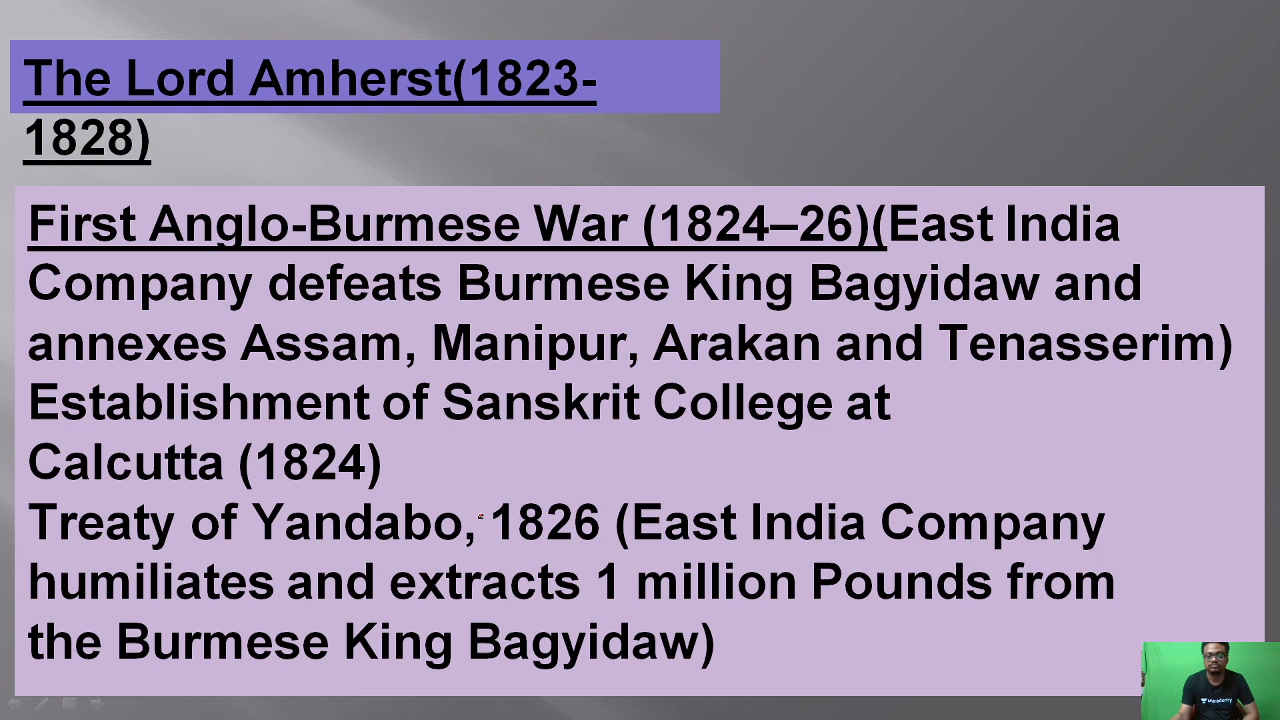 The Lord Amherst(1823-
1828)
First Anglo-Burmese War (1824–26)(East India
Company defeats Burmese King Bagyidaw and
annexes Assam, Manipur, Arakan and Tenasserim)
Establishment of Sanskrit College at
Calcutta (1824)
Treaty of Yandabo, 1826 (East India Company
humiliates and extracts 1 million Pounds from
the Burmese King Bagyidaw)